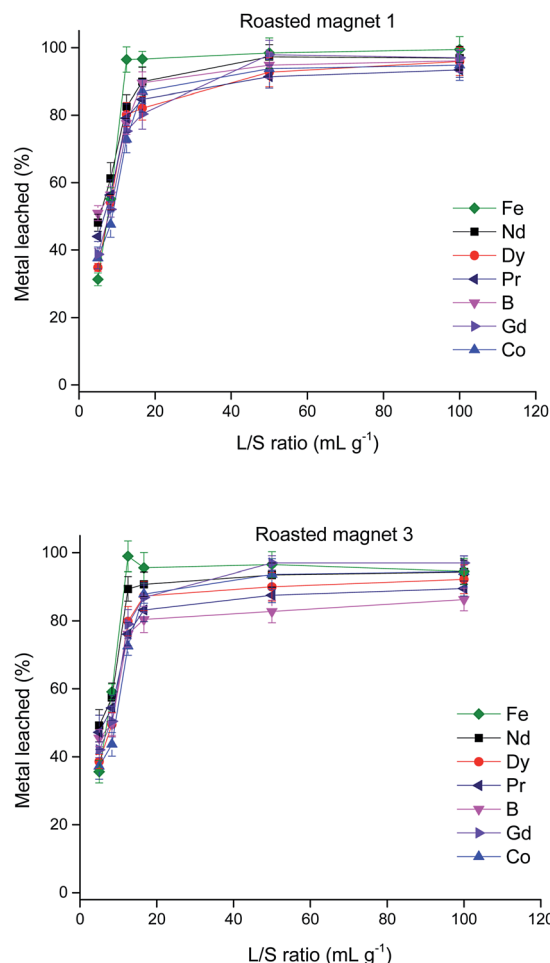 Roasted magnet 1
Metal leached (%)
100
80
60
40
20
0
Fe
Nd
Dy
Pr
B
Gd
Co
0 20 40 60 80 100 120
L/S ratio (mL g⁻¹)
Roasted magnet 3
Metal leached (%)
100
80
60
40
20
0
Fe
Nd
Dy
Pr
B
Gd
Co
0 20 40 60 80 100 120
L/S ratio (mL g⁻¹)